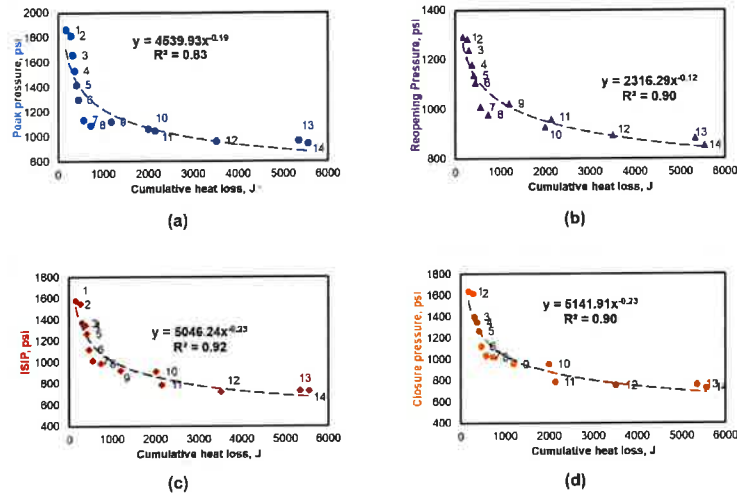 (a)
2000
1800
1600
1400
1200
1000
800
Peak pressure, psi
y = 4539.93x^-0.19
R² = 0.83
1
2
3
4
5
6
7
8
9
10
11
12
13
14
0 1000 2000 3000 4000 5000 6000
Cumulative heat loss, J
(a)
(b)
1400
1200
1000
800
Reopening Pressure, psi
2316.29x^-0.12
R² = 0.90
12
3
4
5
6
7
8
9
10
11
12
13
14
0 1000 2000 3000 4000 5000 6000
Cumulative heat loss, J
(b)
1800
1600
1400
1200
1000
800
600
400
ISIP, psi
y = 5046.24x^-0.23
R² = 0.92
1
2
3
5
6
8
9
10
11
12
13
14
0 1000 2000 3000 4000 5000 6000
Cumulative heat loss, J
(c)
1800
1600
1400
1200
1000
800
600
400
Closure pressure, psi
5141.91x^-0.23
R² = 0.90
12
3
5
6
8
9
10
11
12
13
14
0 1000 2000 3000 4000 5000 6000
Cumulative heat loss, J
(d)